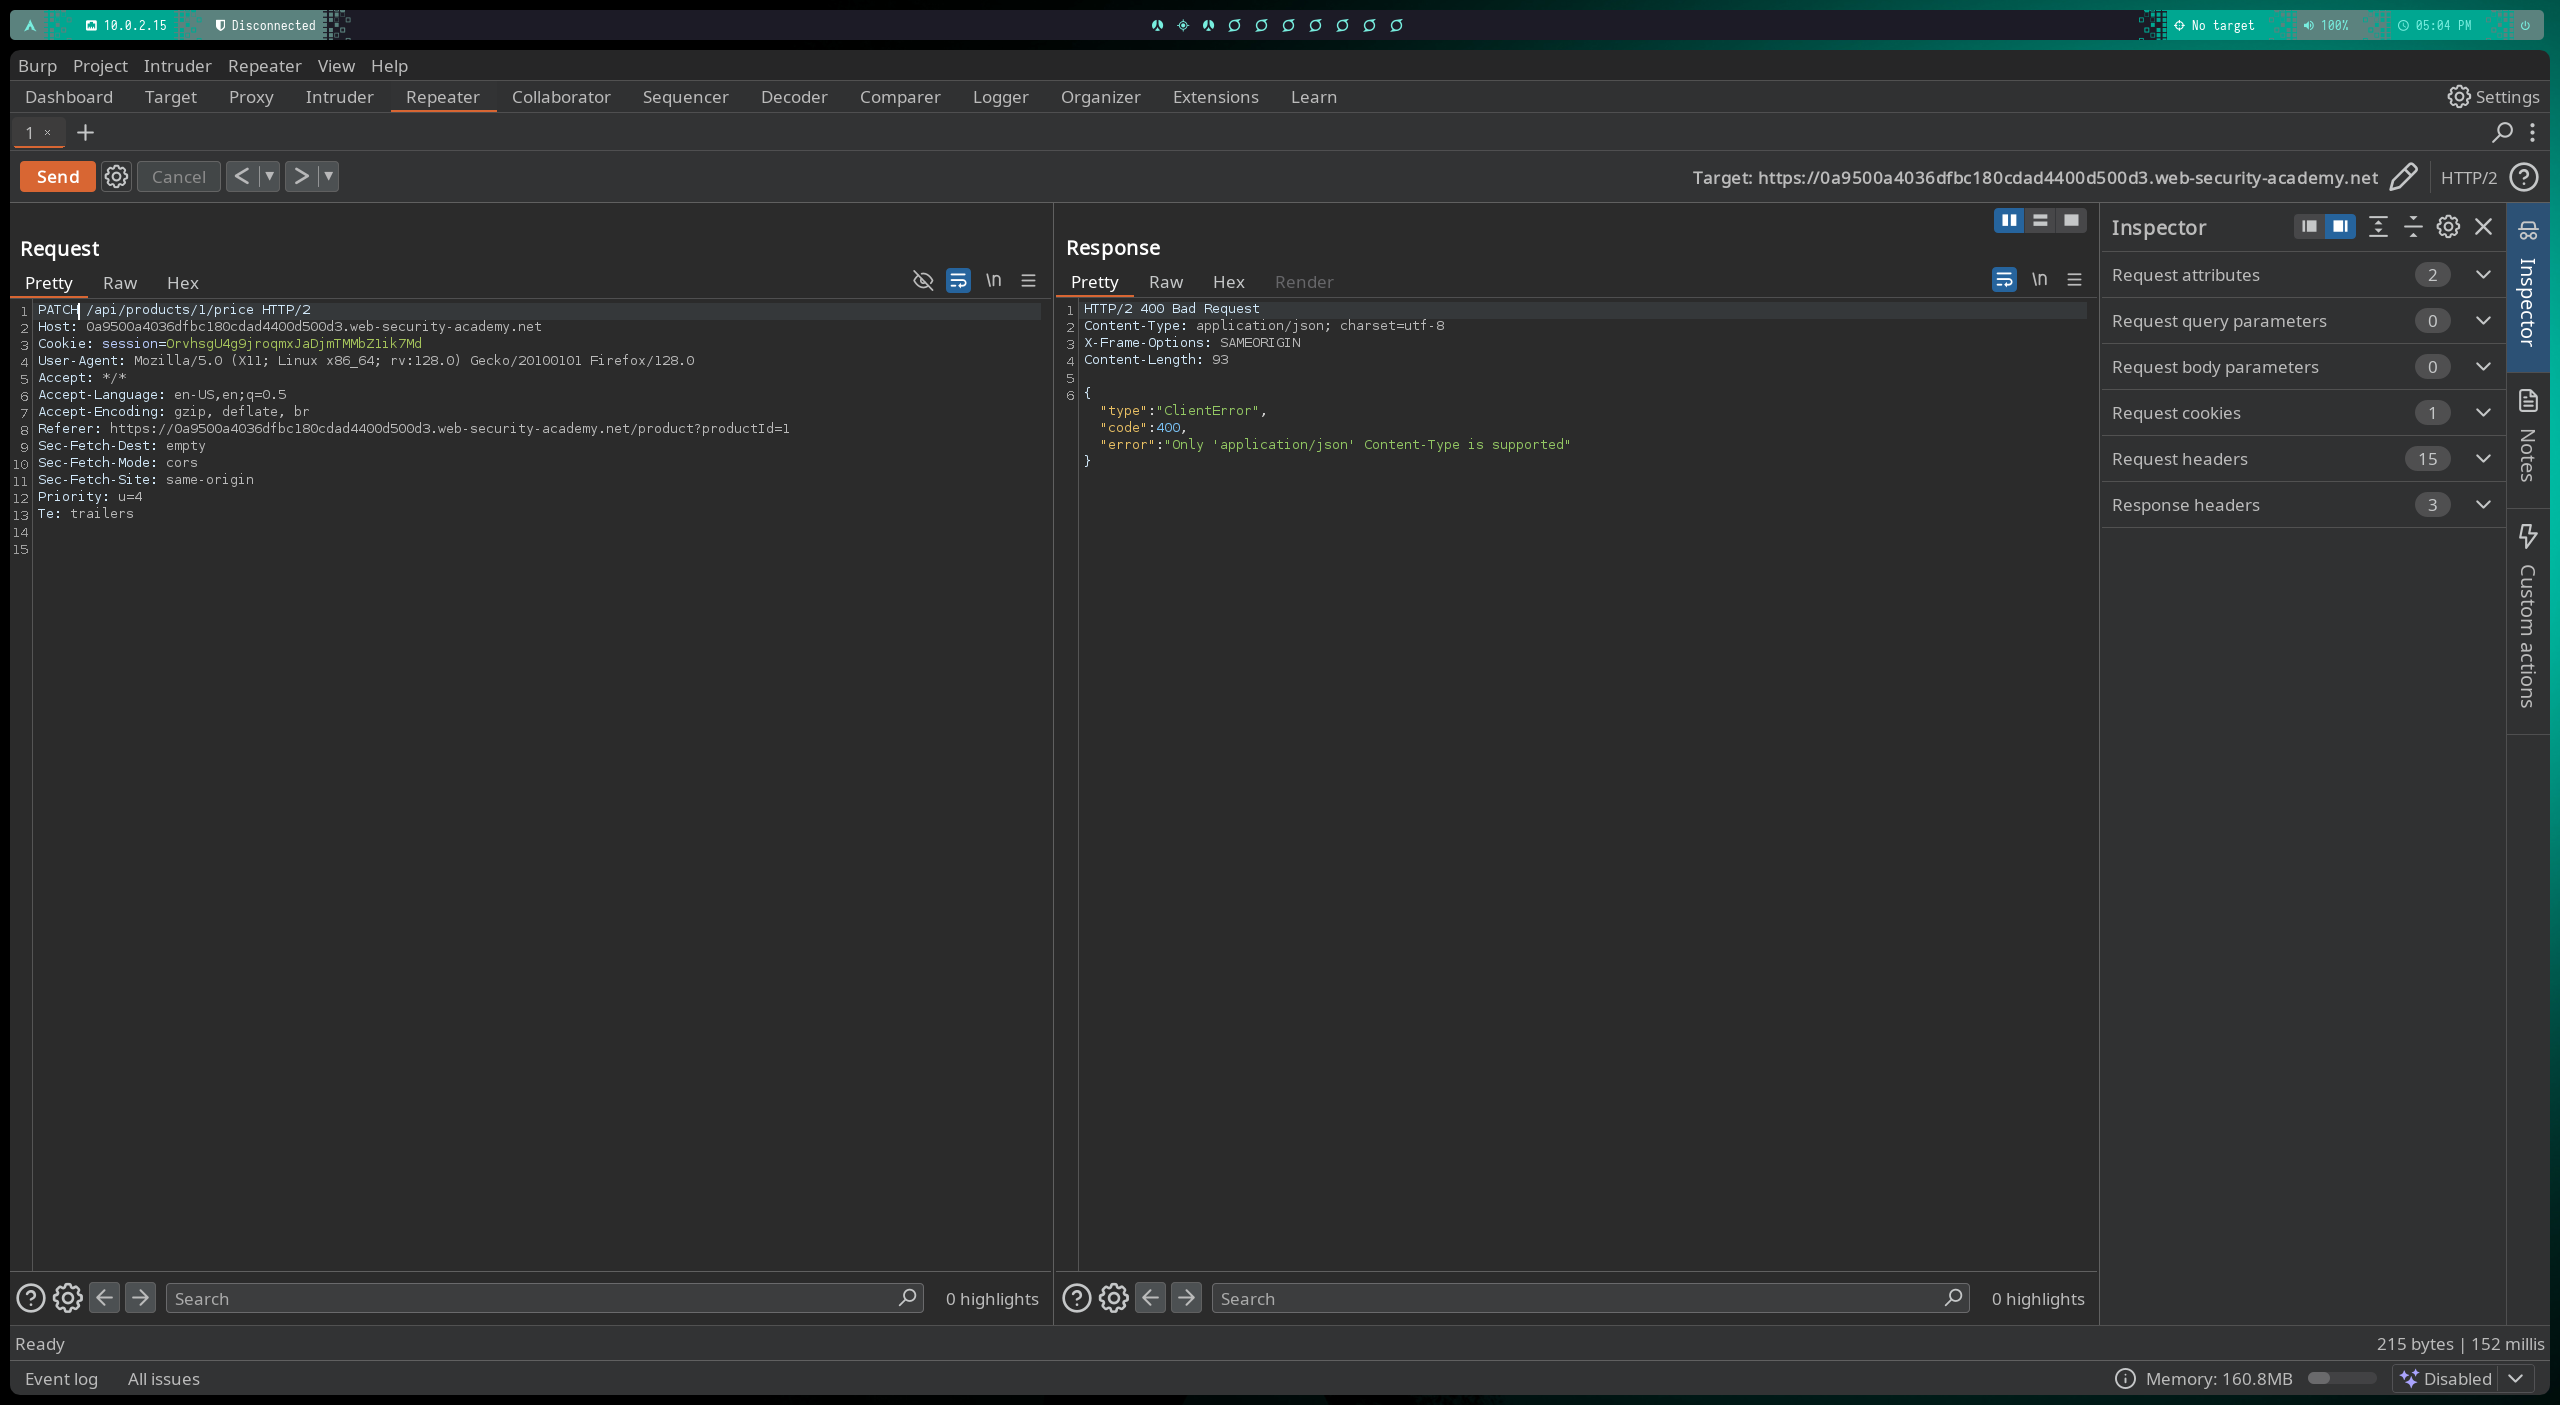 10.0.2.15 Disconnected No target 100% 05:04 PM
Burp Project Intruder Repeater View Help
Dashboard Target Proxy Intruder Repeater Collaborator Sequencer Decoder Comparer Logger Organizer Extensions Learn Settings
1 × +
Send Cancel < > Target: https://0a9500a4036dfbc180cdad4400d500d3.web-security-academy.net HTTP/2
Request
Pretty Raw Hex \n
1 PATCH /api/products/1/price HTTP/2
2 Host: 0a9500a4036dfbc180cdad4400d500d3.web-security-academy.net
3 Cookie: session=OrvhsgU4g9jroqmxJaDjmTMMbZ1ik7Md
4 User-Agent: Mozilla/5.0 (X11; Linux x86_64; rv:128.0) Gecko/20100101 Firefox/128.0
5 Accept: */*
6 Accept-Language: en-US,en;q=0.5
7 Accept-Encoding: gzip, deflate, br
8 Referer: https://0a9500a4036dfbc180cdad4400d500d3.web-security-academy.net/product?productId=1
9 Sec-Fetch-Dest: empty
10 Sec-Fetch-Mode: cors
11 Sec-Fetch-Site: same-origin
12 Priority: u=4
13 Te: trailers
14
15
Search 0 highlights
Response
Pretty Raw Hex Render \n
1 HTTP/2 400 Bad Request
2 Content-Type: application/json; charset=utf-8
3 X-Frame-Options: SAMEORIGIN
4 Content-Length: 93
5
6 {
"type":"ClientError",
"code":400,
"error":"Only 'application/json' Content-Type is supported"
}
Search 0 highlights
Inspector
Request attributes 2
Request query parameters 0
Request body parameters 0
Request cookies 1
Request headers 15
Response headers 3
Inspector
Notes
Custom actions
Ready 215 bytes | 152 millis
Event log All issues Memory: 160.8MB Disabled